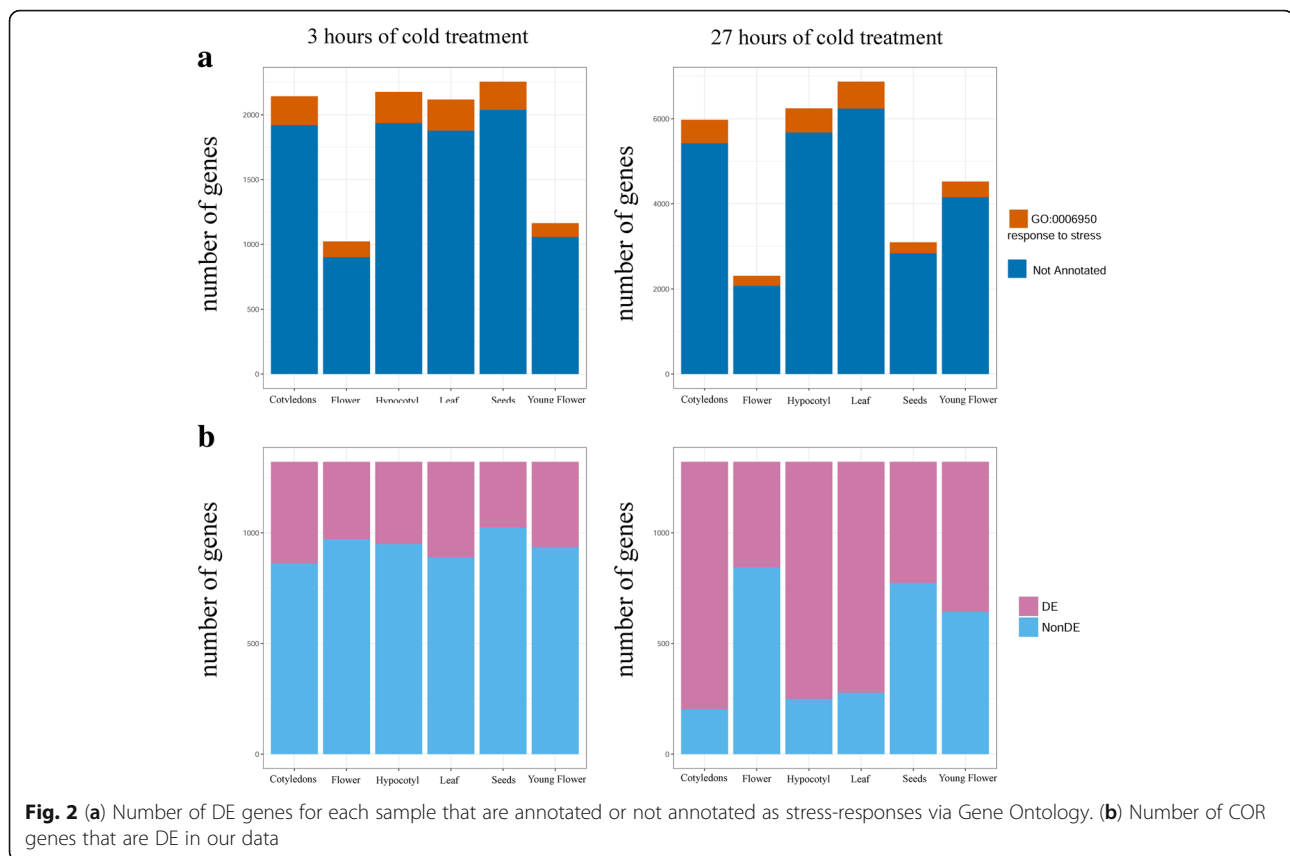 3 hours of cold treatment
27 hours of cold treatment
a
number of genes
2000
1500
1000
500
0
Cotyledons Flower Hypocotyl Leaf Seeds Young Flower
number of genes
6000
4000
2000
0
Cotyledons Flower Hypocotyl Leaf Seeds Young Flower
GO:0006950
response to stress
Not Annotated
b
number of genes
1000
500
0
Cotyledons Flower Hypocotyl Leaf Seeds Young Flower
number of genes
1000
500
0
Cotyledons Flower Hypocotyl Leaf Seeds Young Flower
DE
NonDE
Fig. 2 (a) Number of DE genes for each sample that are annotated or not annotated as stress-responses via Gene Ontology. (b) Number of COR
genes that are DE in our data